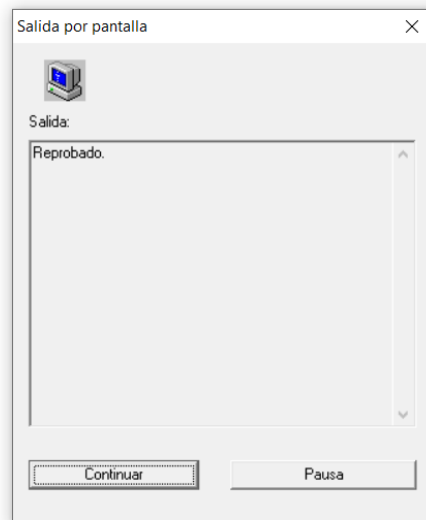 Salida por pantalla
Salida:
Reprobado.
Continuar
Pausa